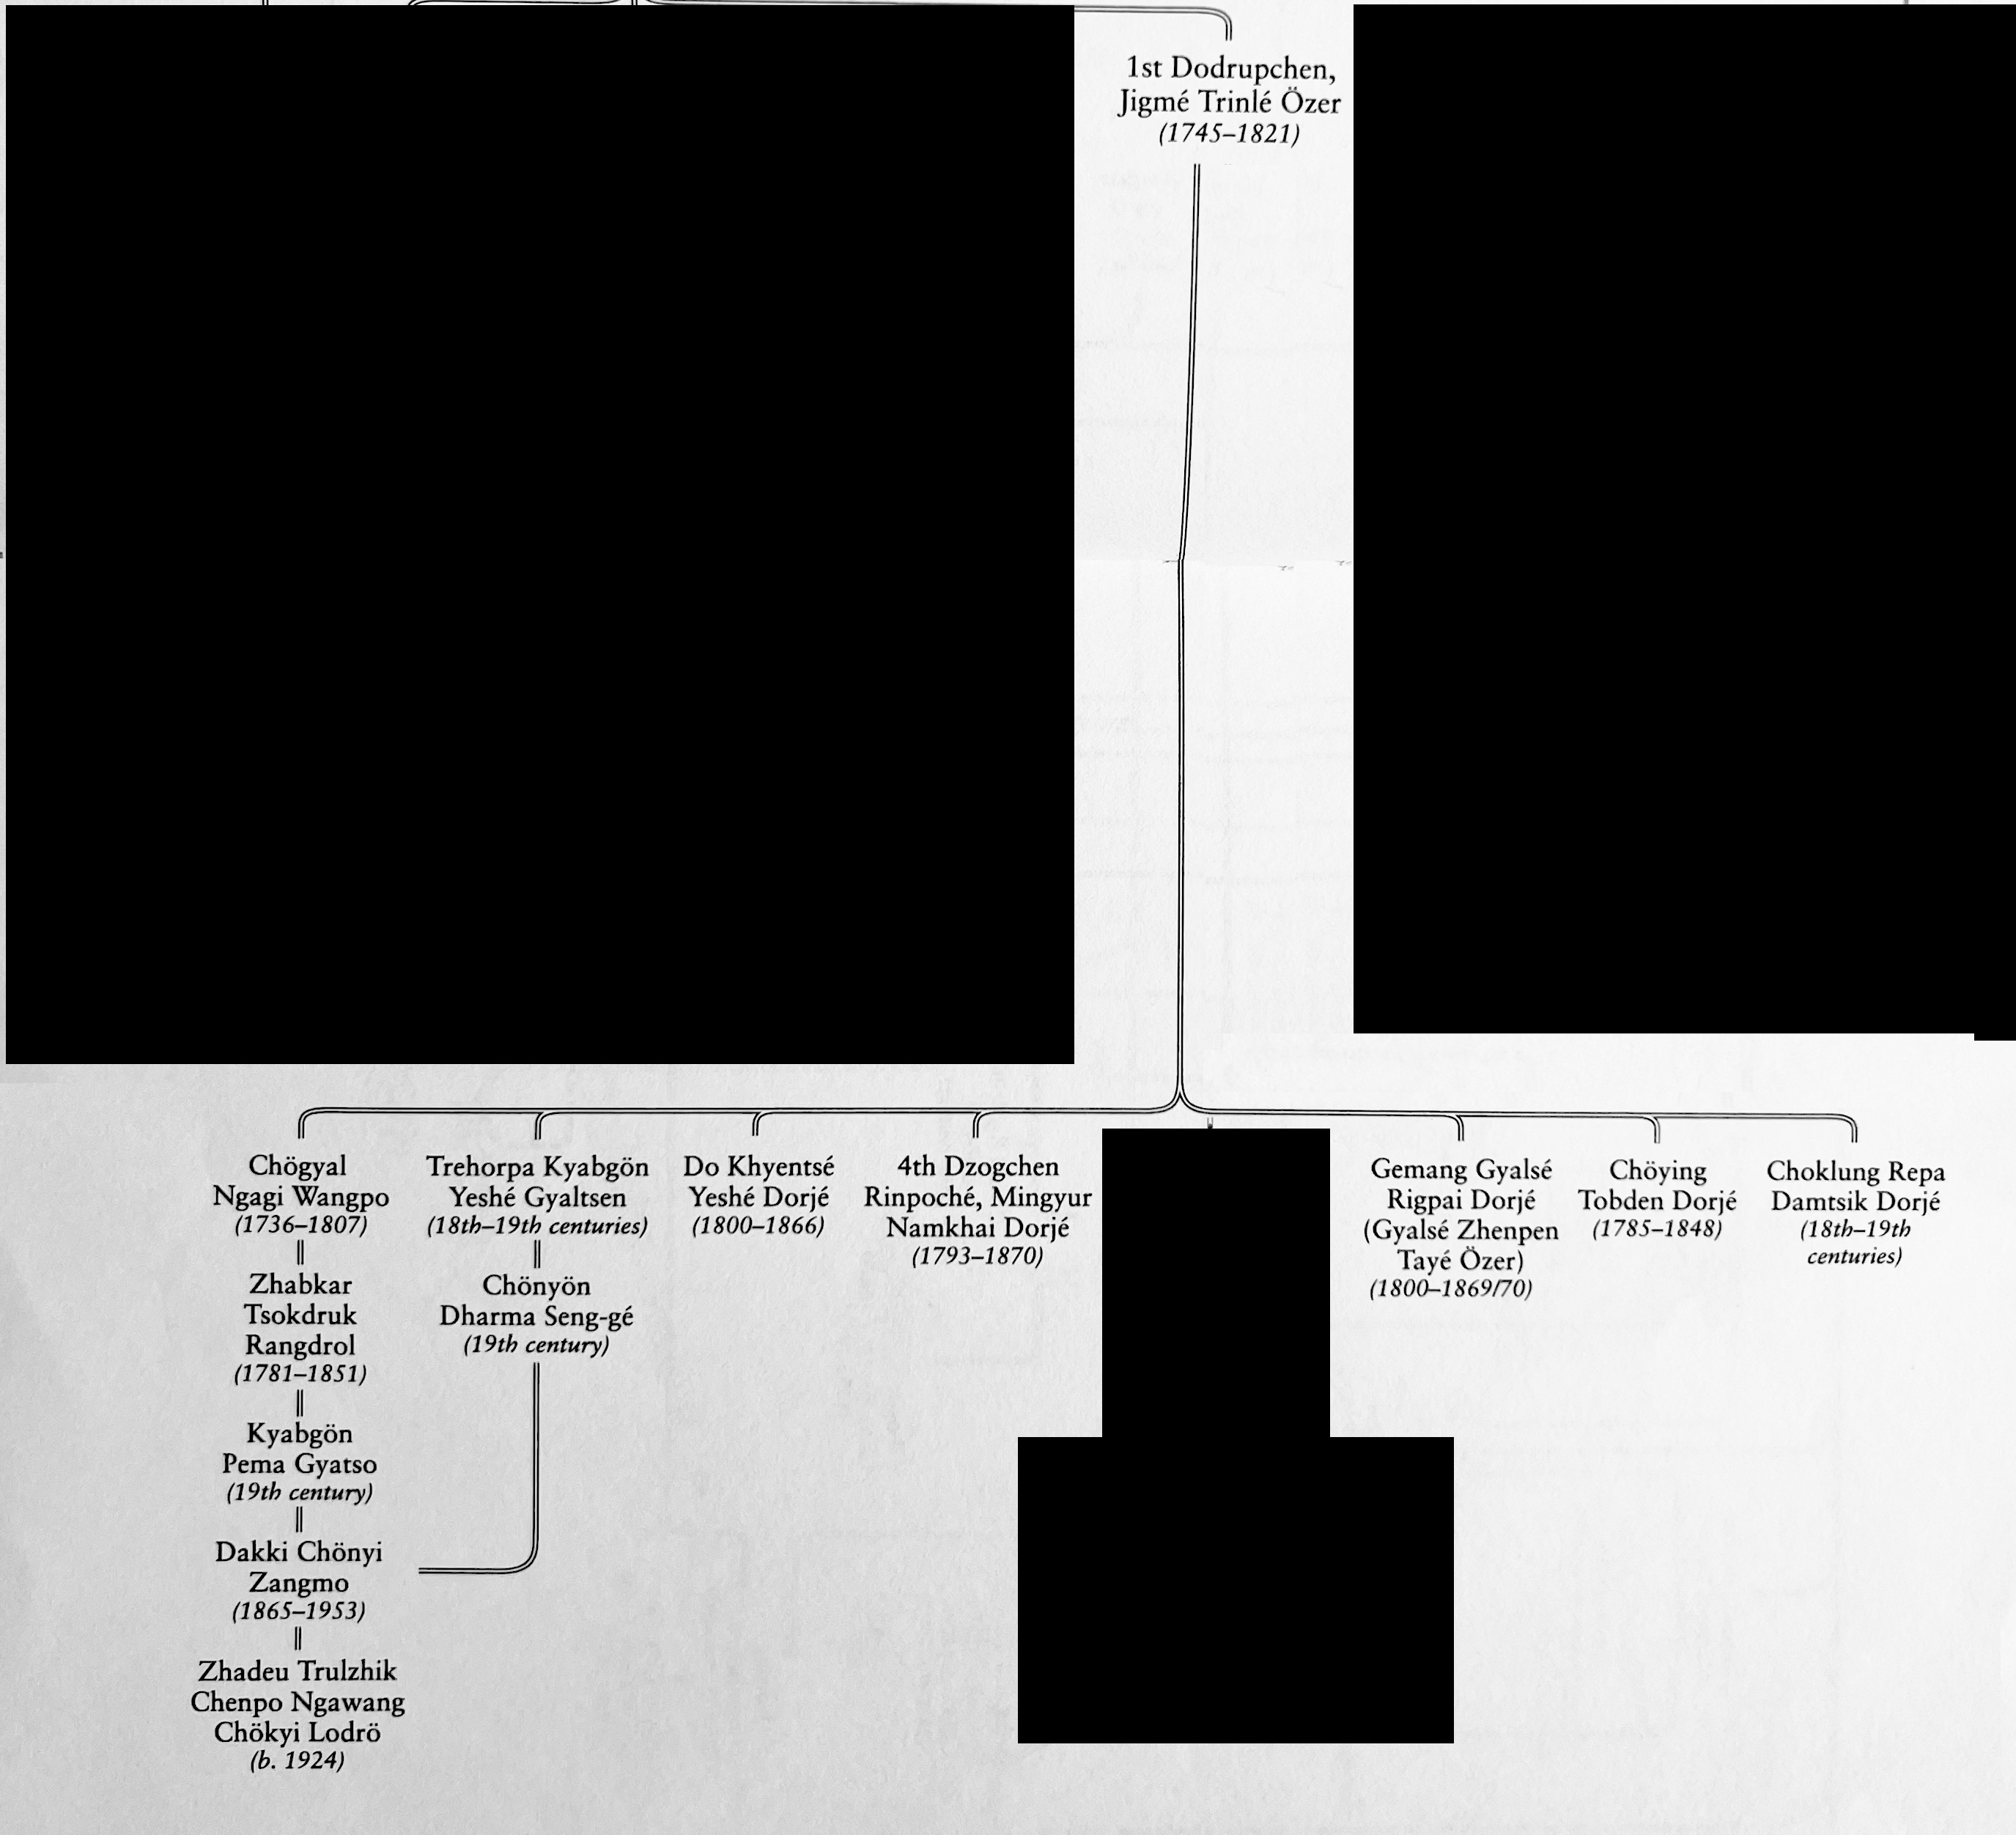 1st Dodrupchen,
Jigmé Trinlé Özer
(1745–1821)
Chögyal
Ngagi Wangpo
(1736–1807)
Zhabkar
Tsokdruk
Rangdrol
(1781–1851)
Kyabgön
Pema Gyatso
(19th century)
Dakki Chönyi
Zangmo
(1865–1953)
Zhadeu Trulzhik
Chenpo Ngawang
Chökyi Lodrö
(b. 1924)
Trehorpa Kyabgön
Yeshé Gyaltsen
(18th–19th centuries)
Chönyön
Dharma Seng-gé
(19th century)
Do Khyentsé
Yeshé Dorjé
(1800–1866)
4th Dzogchen
Rinpoché, Mingyur
Namkhai Dorjé
(1793–1870)
Gemang Gyalsé
Rigpai Dorjé
(Gyalsé Zhenpen
Tayé Özer)
(1800–1869/70)
Chöying
Tobden Dorjé
(1785–1848)
Choklung Repa
Damtsik Dorjé
(18th–19th
centuries)